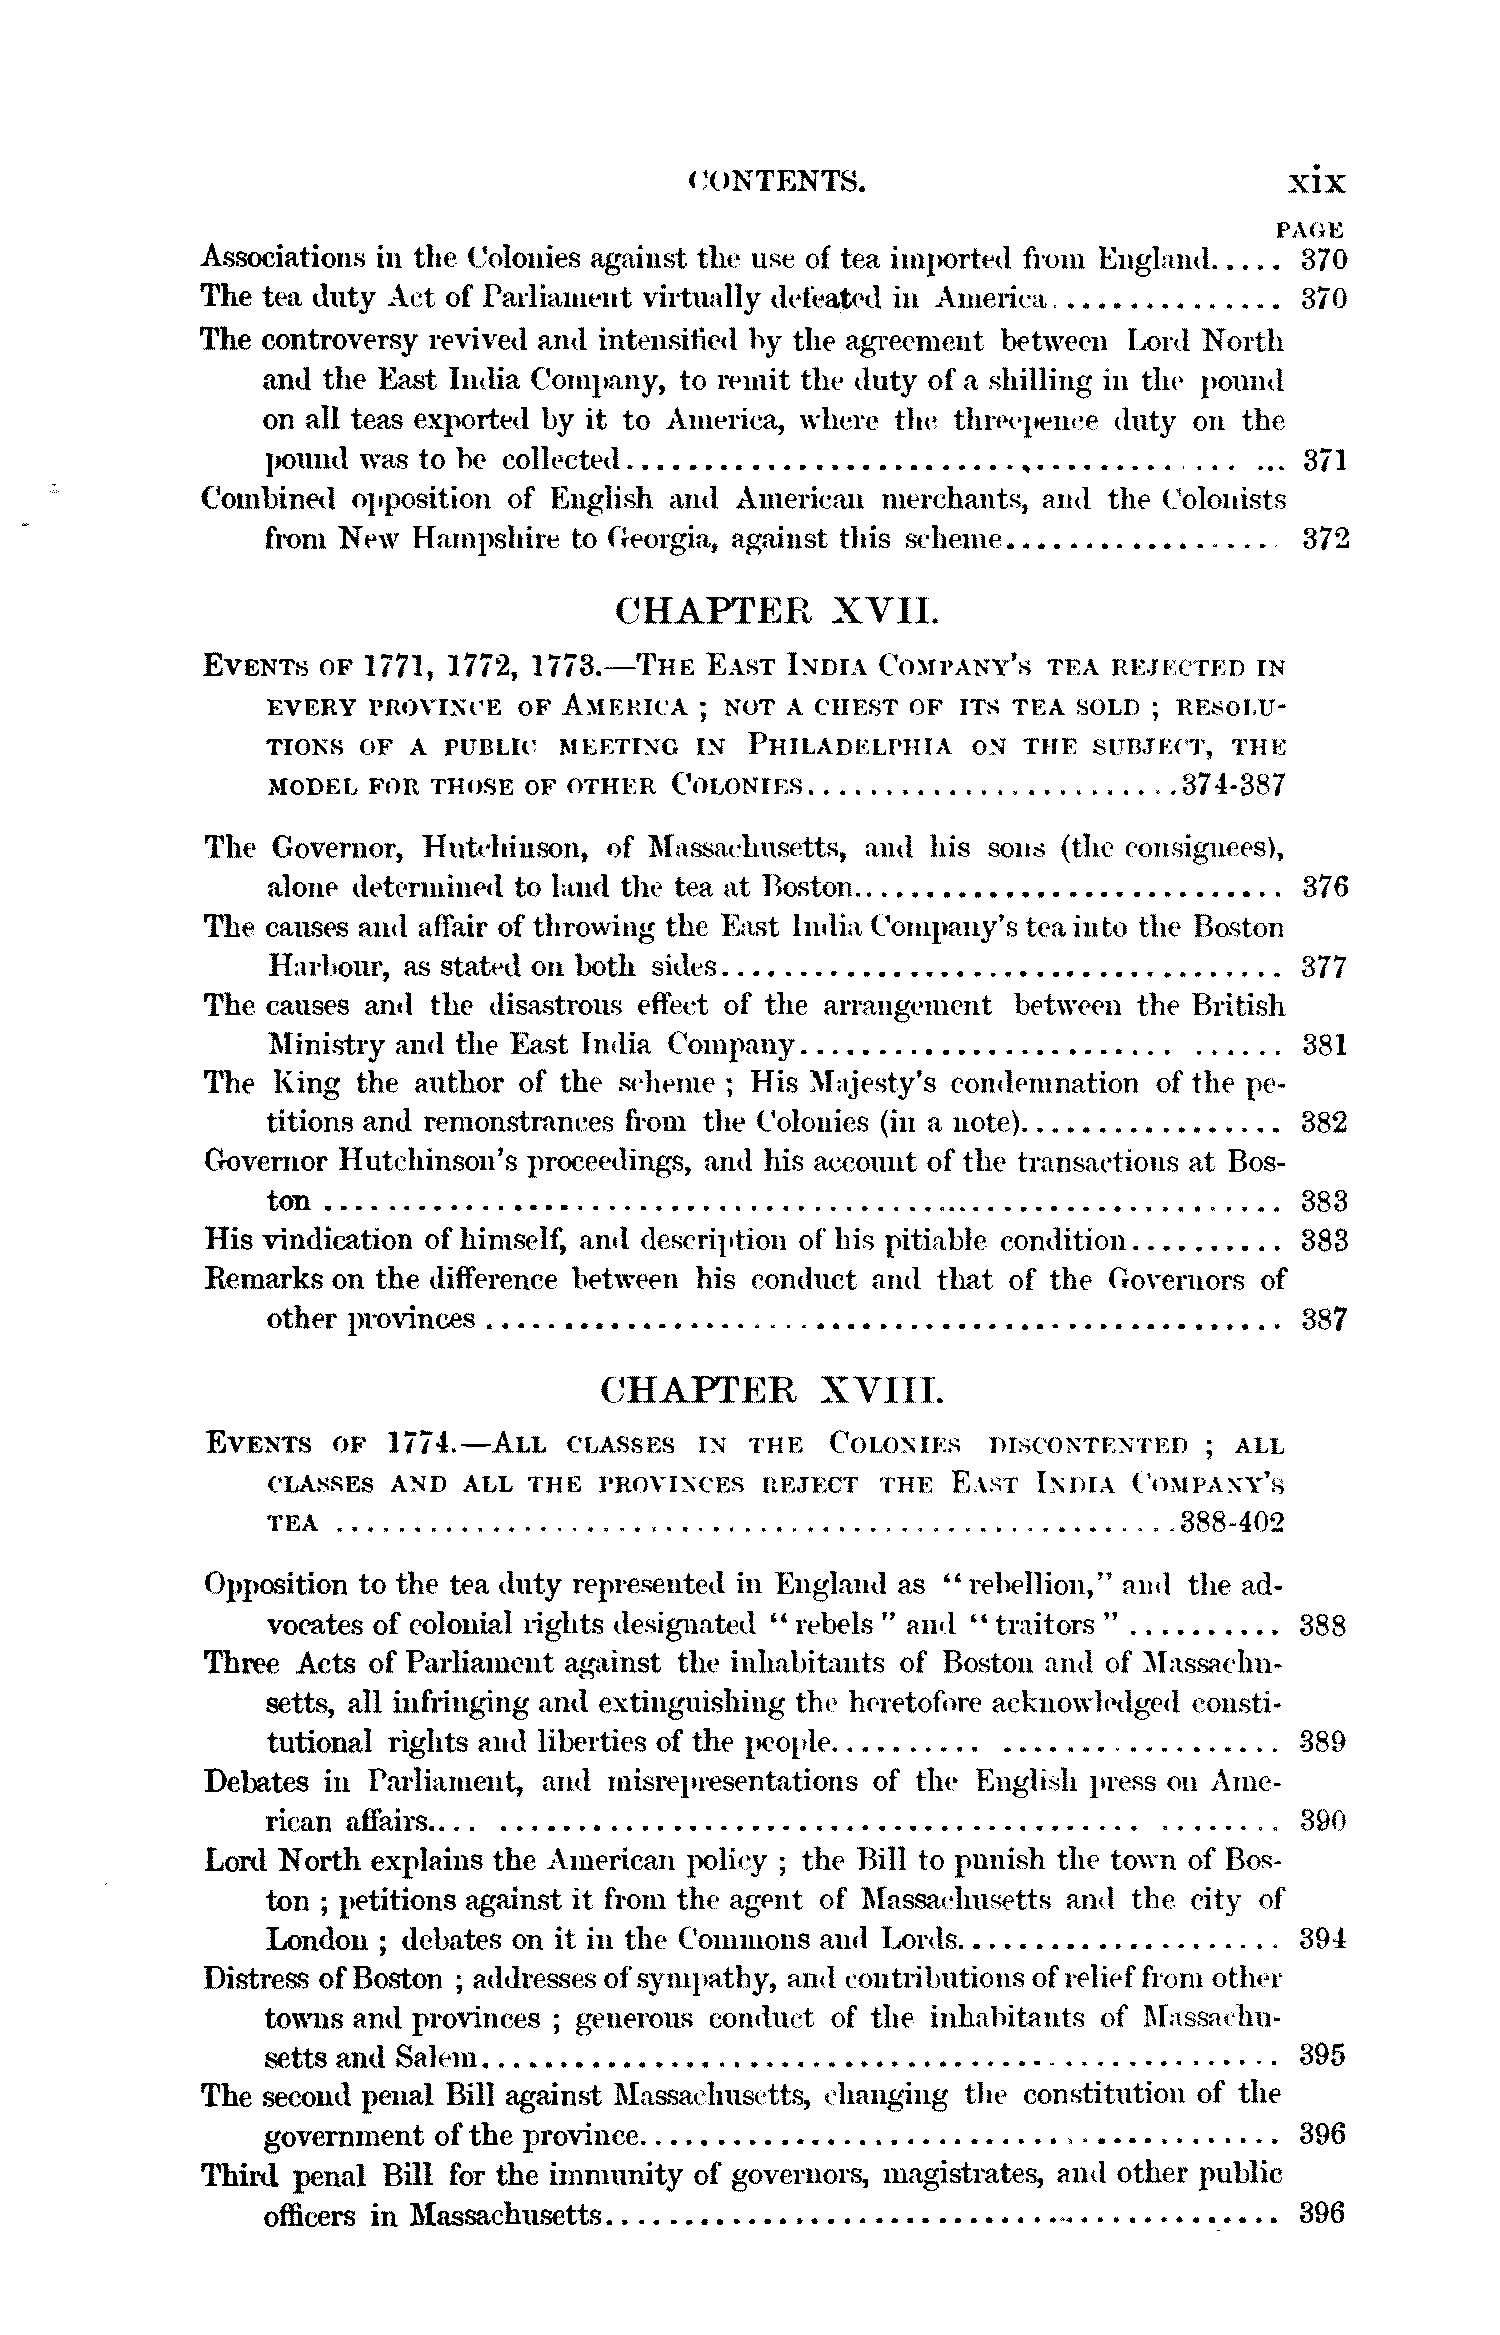 CONTENTS. xix
PAGE
Associations in the Colonies against the use of tea imported from England..... 370
The tea duty Act of Parliament virtually defeated in America............... 370
The controversy revived and intensified by the agreement between Lord North
and the East India Company, to remit the duty of a shilling in the pound
on all teas exported by it to America, where the threepence duty on the
pound was to be collected....................................... ... 371
Combined opposition of English and American merchants, and the Colonists
from New Hampshire to Georgia, against this scheme.................. 372
CHAPTER XVII.
EVENTS OF 1771, 1772, 1773.—THE EAST INDIA COMPANY'S TEA REJECTED IN
EVERY PROVINCE OF AMERICA ; NOT A CHEST OF ITS TEA SOLD ; RESOLU-
TIONS OF A PUBLIC MEETING IN PHILADELPHIA ON THE SUBJECT, THE
MODEL FOR THOSE OF OTHER COLONIES........................374-387
The Governor, Hutchinson, of Massachusetts, and his sons (the consignees),
alone determined to land the tea at Boston............................ 376
The causes and affair of throwing the East India Company's tea into the Boston
Harbour, as stated on both sides.................................... 377
The causes and the disastrous effect of the arrangement between the British
Ministry and the East India Company........................ ...... 381
The King the author of the scheme ; His Majesty's condemnation of the pe-
titions and remonstrances from the Colonies (in a note)................. 382
Governor Hutchinson's proceedings, and his account of the transactions at Bos-
ton .............................................................. 383
His vindication of himself, and description of his pitiable condition.......... 383
Remarks on the difference between his conduct and that of the Governors of
other provinces .................................................... 387
CHAPTER XVIII.
EVENTS OF 1774.—ALL CLASSES IN THE COLONIES DISCONTENTED ; ALL
CLASSES AND ALL THE PROVINCES REJECT THE EAST INDIA COMPANY'S
TEA ......................................................388-402
Opposition to the tea duty represented in England as "rebellion," and the ad-
vocates of colonial rights designated "rebels" and "traitors" .......... 388
Three Acts of Parliament against the inhabitants of Boston and of Massachu-
setts, all infringing and extinguishing the heretofore acknowledged consti-
tutional rights and liberties of the people.......... .................. 389
Debates in Parliament, and misrepresentations of the English press on Ame-
rican affairs.... .......................................... ........ 390
Lord North explains the American policy ; the Bill to punish the town of Bos-
ton ; petitions against it from the agent of Massachusetts and the city of
London ; debates on it in the Commons and Lords..................... 394
Distress of Boston ; addresses of sympathy, and contributions of relief from other
towns and provinces ; generous conduct of the inhabitants of Massachu-
setts and Salem.................................................... 395
The second penal Bill against Massachusetts, changing the constitution of the
government of the province.......................................... 396
Third penal Bill for the immunity of governors, magistrates, and other public
officers in Massachusetts............................................ 396